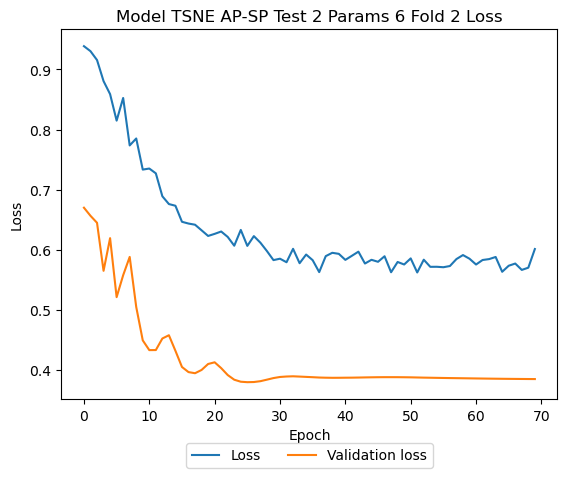 Model TSNE AP-SP Test 2 Params 6 Fold 2 Loss
Loss
0.9
0.8
0.7
0.6
0.5
0.4
0 10 20 30 40 50 60 70
Epoch
Loss Validation loss